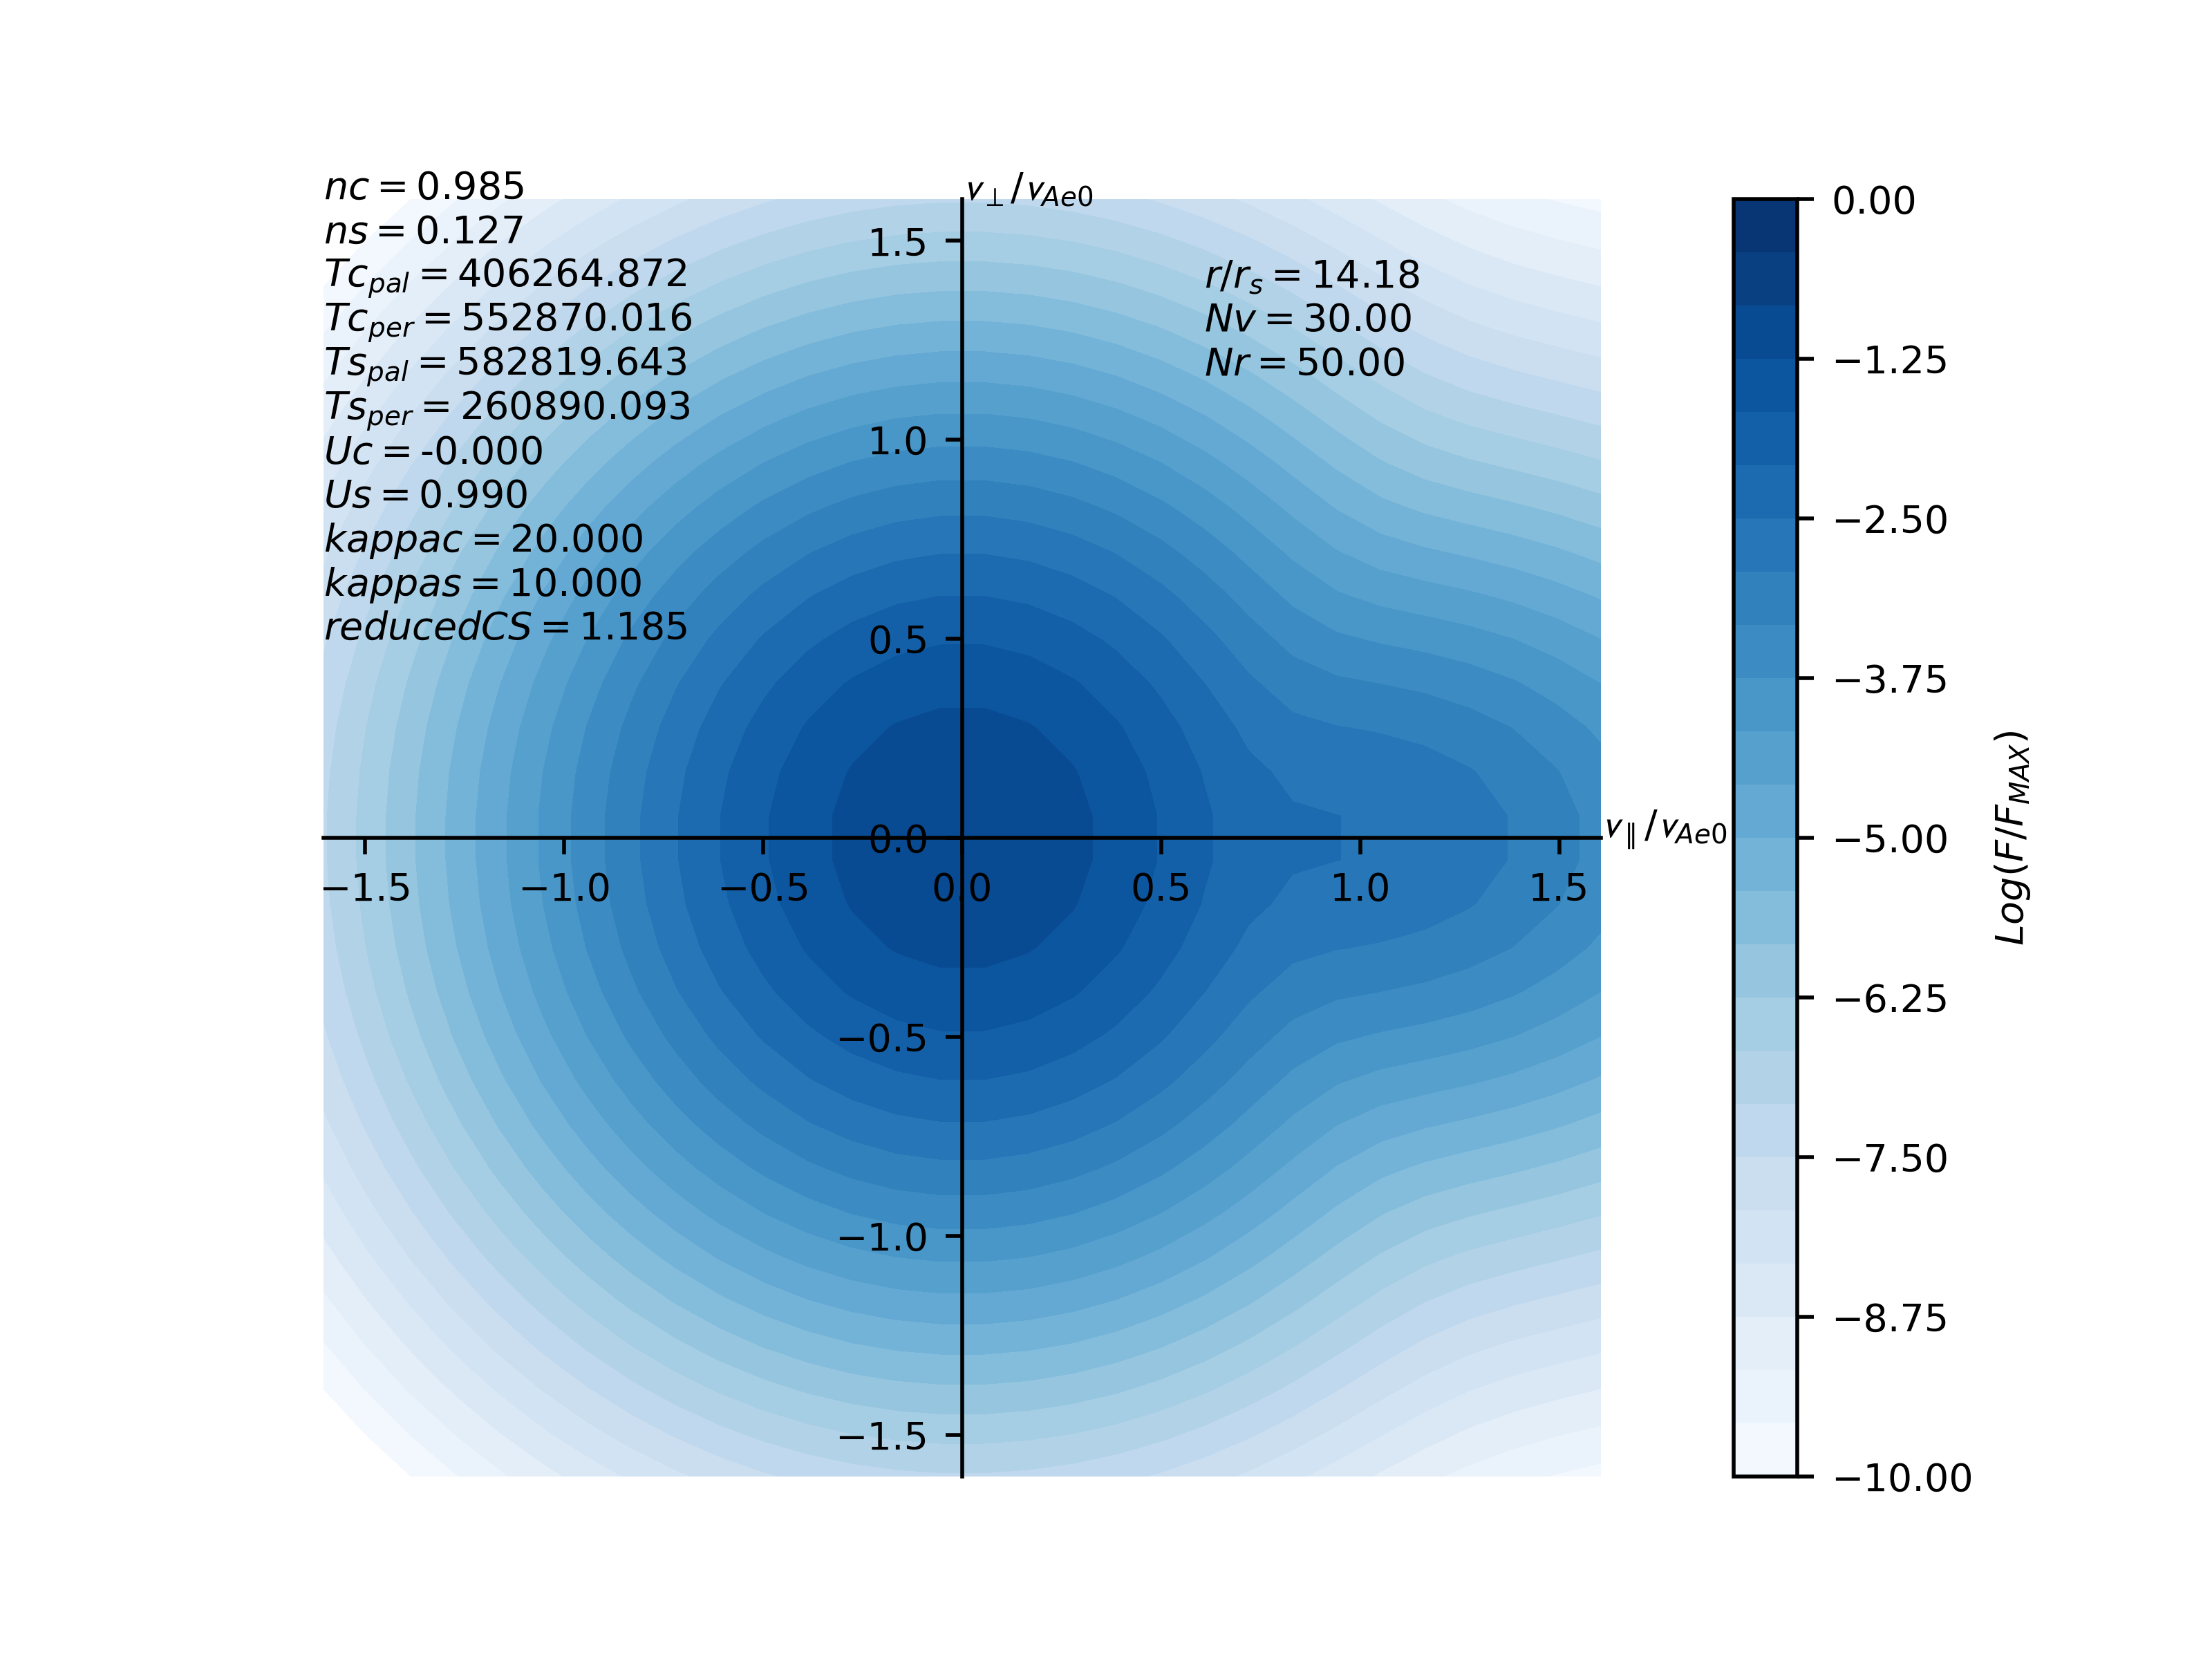 nc = 0.985
ns = 0.127
Tc_pal = 406264.872
Tc_per = 552870.016
Ts_pal = 582819.643
Ts_per = 260890.093
Uc = -0.000
Us = 0.990
kappac = 20.000
kappas = 10.000
reducedCS = 1.185
v⊥/v_Ae0
r/r_s = 14.18
Nv = 30.00
Nr = 50.00
1.5
1.0
0.5
0.0
−0.5
−1.0
−1.5
−1.5 −1.0 −0.5 0.0 0.5 1.0 1.5
v∥/v_Ae0
0.00
−1.25
−2.50
−3.75
−5.00
−6.25
−7.50
−8.75
−10.00
Log(F/F_MAX)